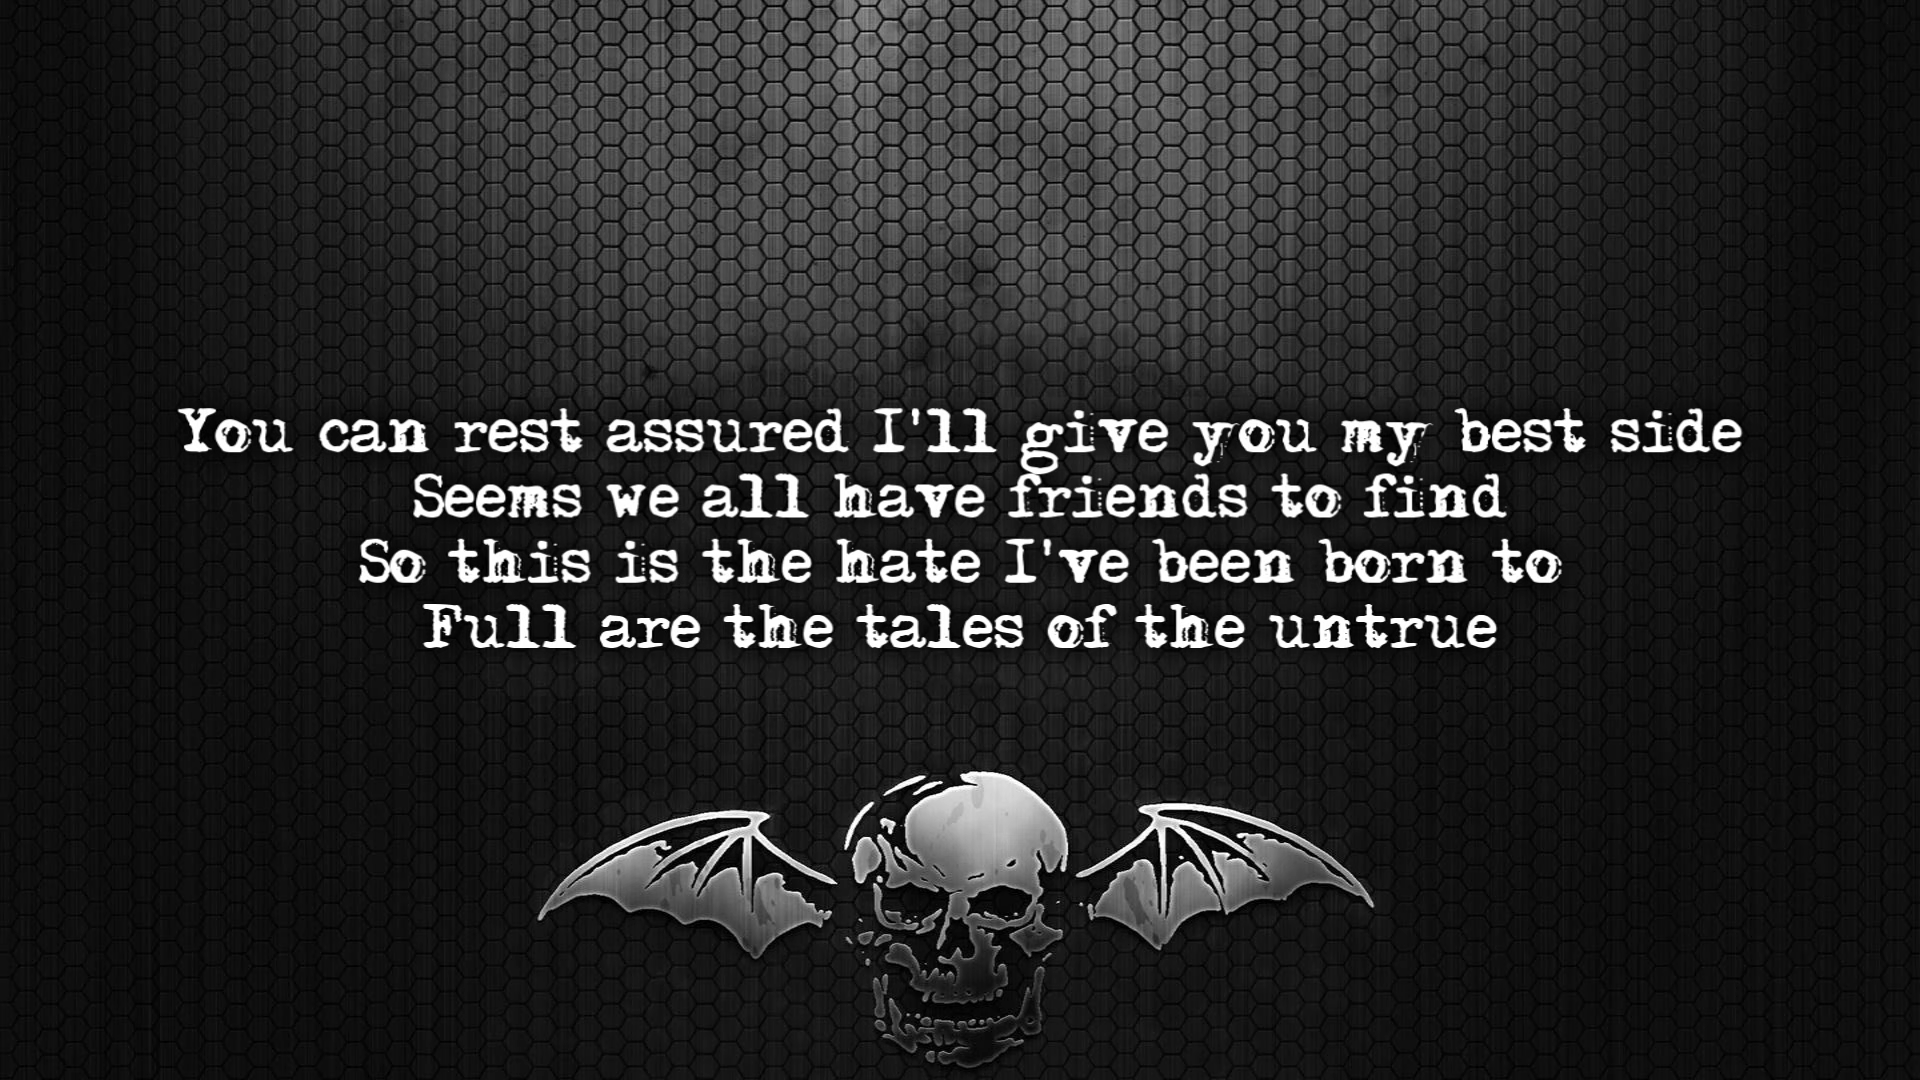 You can rest assured I'll give you my best side
Seems we all have friends to find
So this is the hate I've been born to
Full are the tales of the untrue